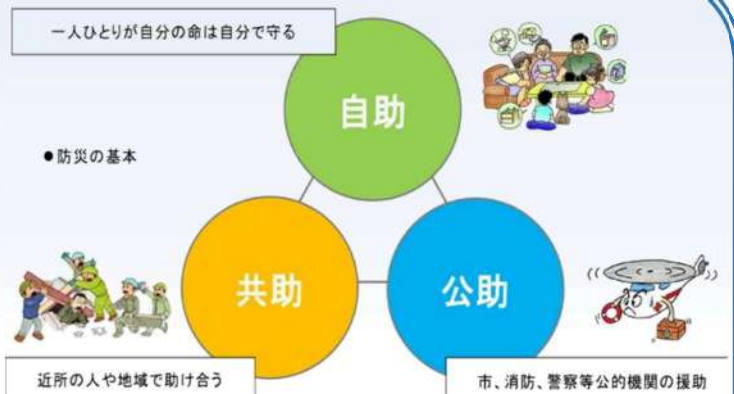 一人ひとりが自分の命は自分で守る
自助
●防災の基本
共助
公助
近所の人や地域で助け合う
市、消防、警察等公的機関の援助